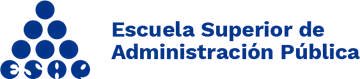 ESAP
Escuela Superior de
Administración Pública